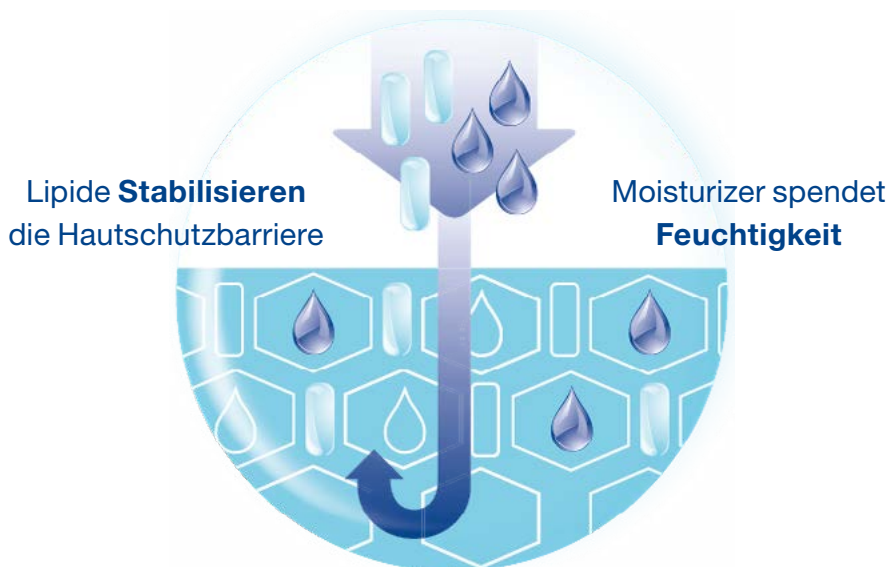 Lipide Stabilisieren
die Hautschutzbarriere
Moisturizer spendet
Feuchtigkeit